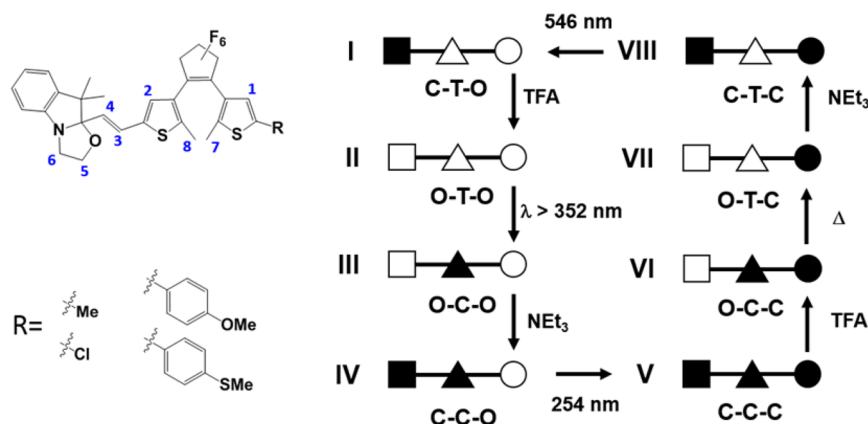 F6
4
2
1
N
O
3
S
S
R
6
5
8
7
R=
Me
OMe
Cl
SMe
546 nm
I
VIII
C-T-O
C-T-C
TFA
NEt3
II
VII
O-T-O
O-T-C
λ > 352 nm
Δ
III
VI
O-C-O
O-C-C
NEt3
TFA
IV
V
254 nm
C-C-O
C-C-C